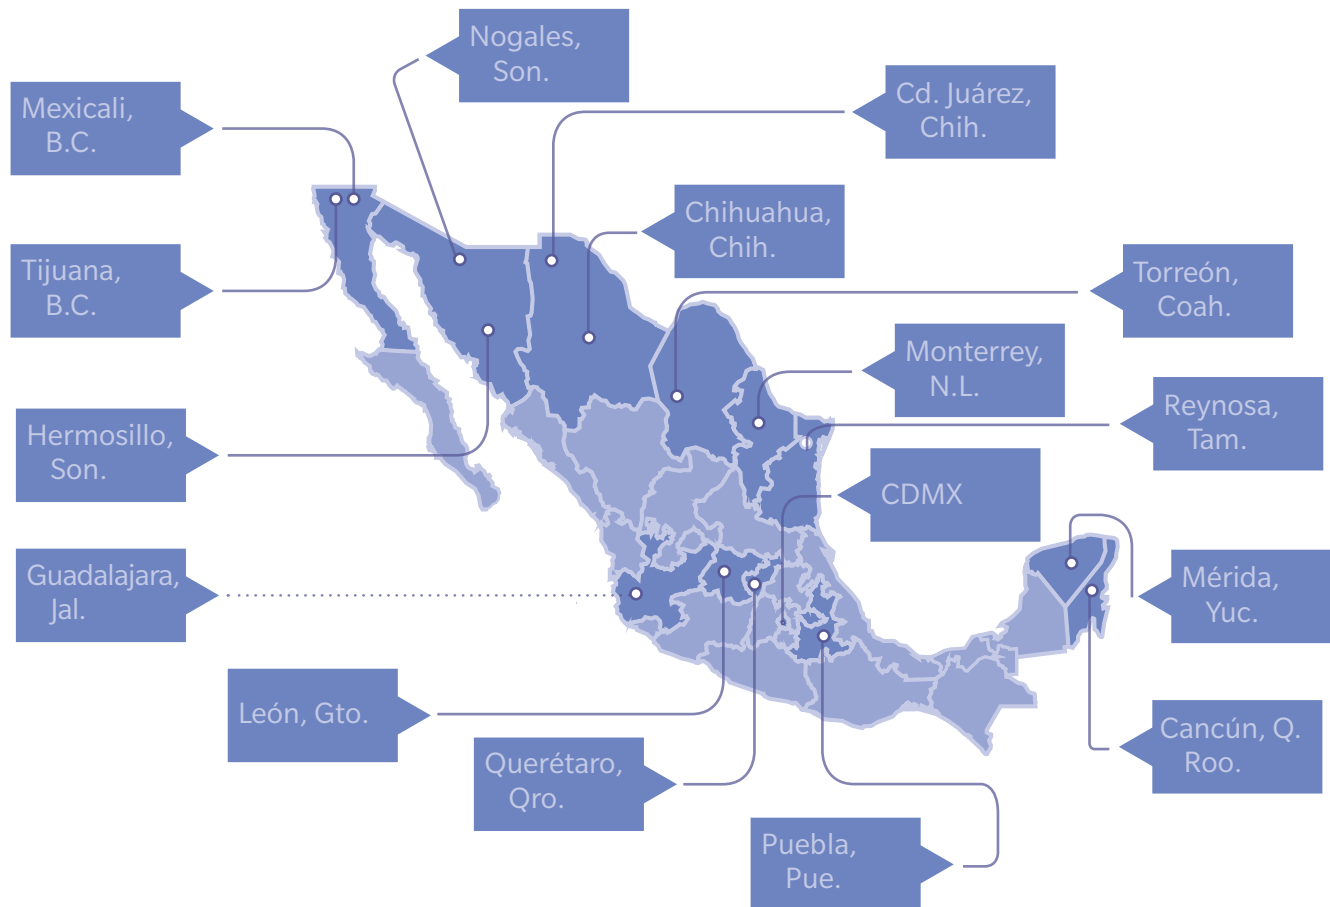 Nogales,
Son.
Cd. Juárez,
Chih.
Mexicali,
B.C.
Chihuahua,
Chih.
Tijuana,
B.C.
Torreón,
Coah.
Monterrey,
N.L.
Reynosa,
Tam.
Hermosillo,
Son.
CDMX
Guadalajara,
Jal.
Mérida,
Yuc.
León, Gto.
Cancún, Q.
Roo.
Querétaro,
Qro.
Puebla,
Pue.